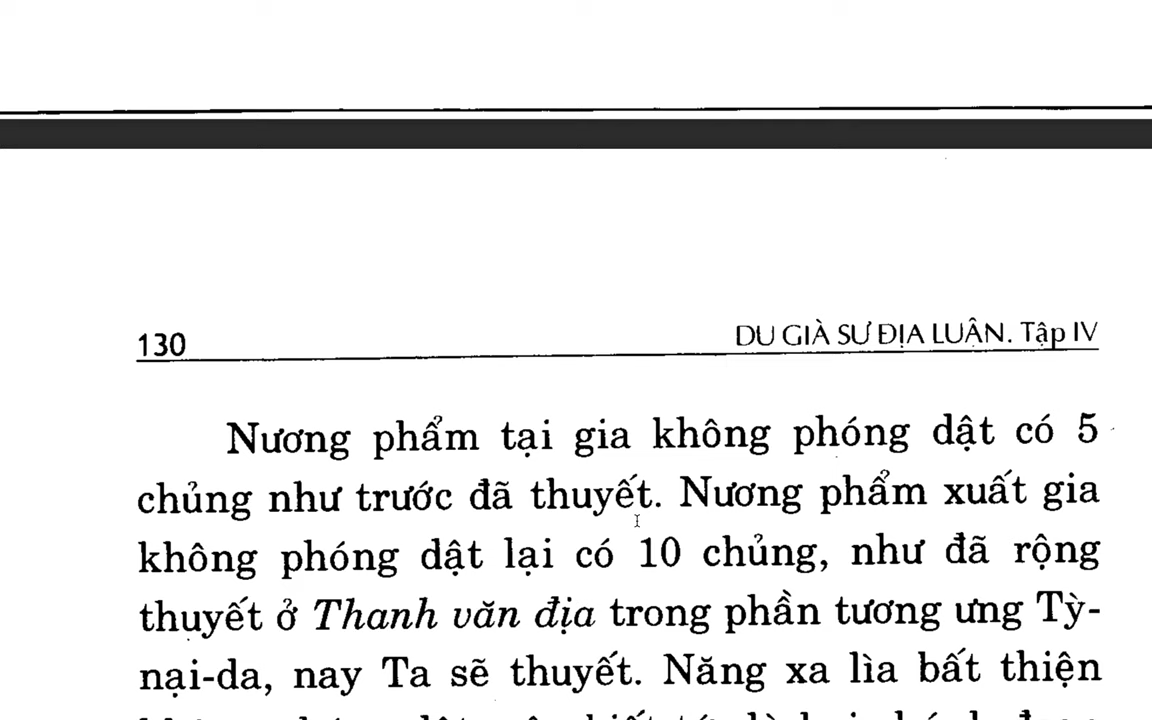 130
DU GIÀ SƯ ĐỊA LUẬN. Tập IV
Nương phẩm tại gia không phóng dật có 5
chủng như trước đã thuyết. Nương phẩm xuất gia
không phóng dật lại có 10 chủng, như đã rộng
thuyết ở Thanh văn địa trong phần tương ưng Tỳ-
nại-da, nay Ta sẽ thuyết. Năng xa lìa bất thiện